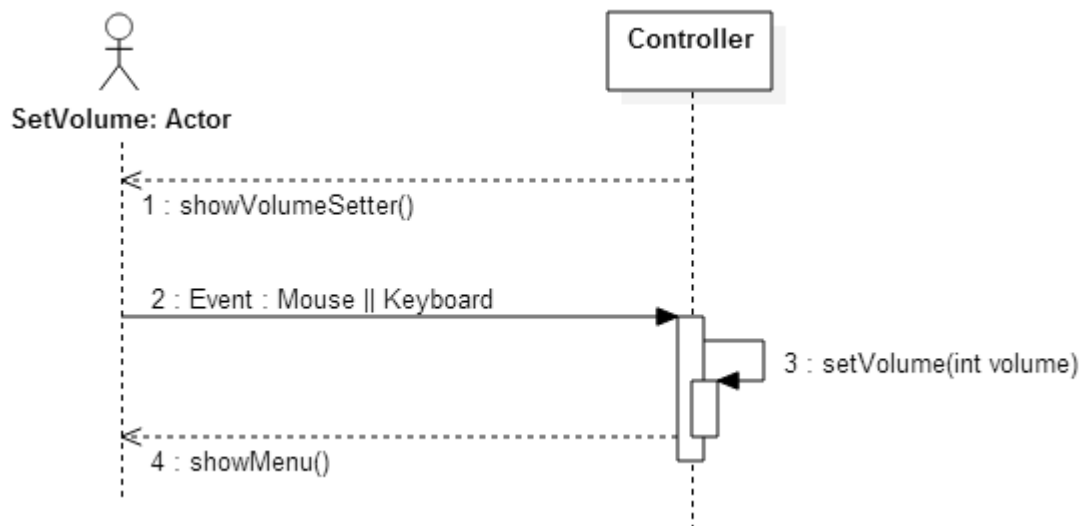 Controller
SetVolume: Actor
1 : showVolumeSetter()
2 : Event : Mouse || Keyboard
3 : setVolume(int volume)
4 : showMenu()